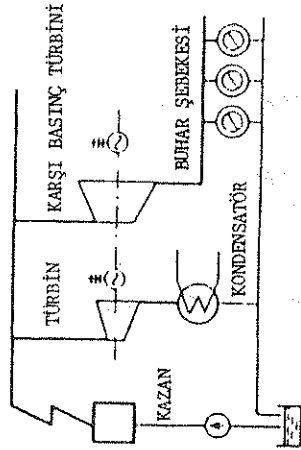 KAZAN
TÜRBİN
KONDENSATÖR
KARŞI BASINÇ TÜRBİNİ
BUHAR ŞEBEKESİ